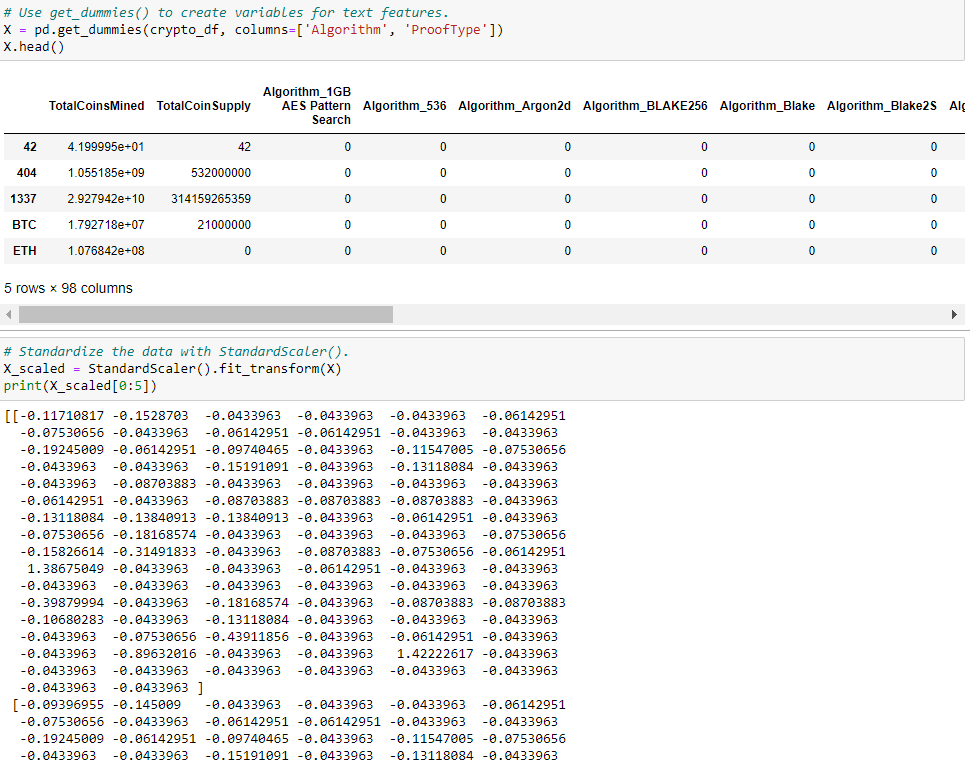 # Use get_dummies() to create variables for text features.
X = pd.get_dummies(crypto_df, columns=['Algorithm', 'ProofType'])
X.head()
TotalCoinsMined TotalCoinSupply Algorithm_1GB AES Pattern Search Algorithm_536 Algorithm_Argon2d Algorithm_BLAKE256 Algorithm_Blake Algorithm_Blake2S Alg
42 4.199995e+01 42 0 0 0 0 0 0
404 1.055185e+09 532000000 0 0 0 0 0 0
1337 2.927942e+10 314159265359 0 0 0 0 0 0
BTC 1.792718e+07 21000000 0 0 0 0 0 0
ETH 1.076842e+08 0 0 0 0 0 0 0
5 rows × 98 columns
# Standardize the data with StandardScaler().
X_scaled = StandardScaler().fit_transform(X)
print(X_scaled[0:5])
[[-0.11710817 -0.1528703 -0.0433963 -0.0433963 -0.0433963 -0.06142951
-0.07530656 -0.0433963 -0.06142951 -0.06142951 -0.0433963 -0.0433963
-0.19245009 -0.06142951 -0.09740465 -0.0433963 -0.11547005 -0.07530656
-0.0433963 -0.0433963 -0.15191091 -0.0433963 -0.13118084 -0.0433963
-0.0433963 -0.08703883 -0.0433963 -0.0433963 -0.0433963 -0.0433963
-0.06142951 -0.0433963 -0.08703883 -0.08703883 -0.08703883 -0.0433963
-0.13118084 -0.13840913 -0.13840913 -0.0433963 -0.06142951 -0.0433963
-0.07530656 -0.18168574 -0.0433963 -0.0433963 -0.0433963 -0.07530656
-0.15826614 -0.31491833 -0.0433963 -0.08703883 -0.07530656 -0.06142951
1.38675049 -0.0433963 -0.0433963 -0.06142951 -0.0433963 -0.0433963
-0.0433963 -0.0433963 -0.0433963 -0.0433963 -0.0433963 -0.0433963
-0.39879994 -0.0433963 -0.18168574 -0.0433963 -0.08703883 -0.08703883
-0.10680283 -0.0433963 -0.13118084 -0.0433963 -0.0433963 -0.0433963
-0.0433963 -0.07530656 -0.43911856 -0.0433963 -0.06142951 -0.0433963
-0.0433963 -0.89632016 -0.0433963 -0.0433963 1.42222617 -0.0433963
-0.0433963 -0.0433963 -0.0433963 -0.0433963 -0.0433963 -0.0433963
-0.0433963 -0.0433963 ]
[-0.09396955 -0.145009 -0.0433963 -0.0433963 -0.0433963 -0.06142951
-0.07530656 -0.0433963 -0.06142951 -0.06142951 -0.0433963 -0.0433963
-0.19245009 -0.06142951 -0.09740465 -0.0433963 -0.11547005 -0.07530656
-0.0433963 -0.0433963 -0.15191091 -0.0433963 -0.13118084 -0.0433963